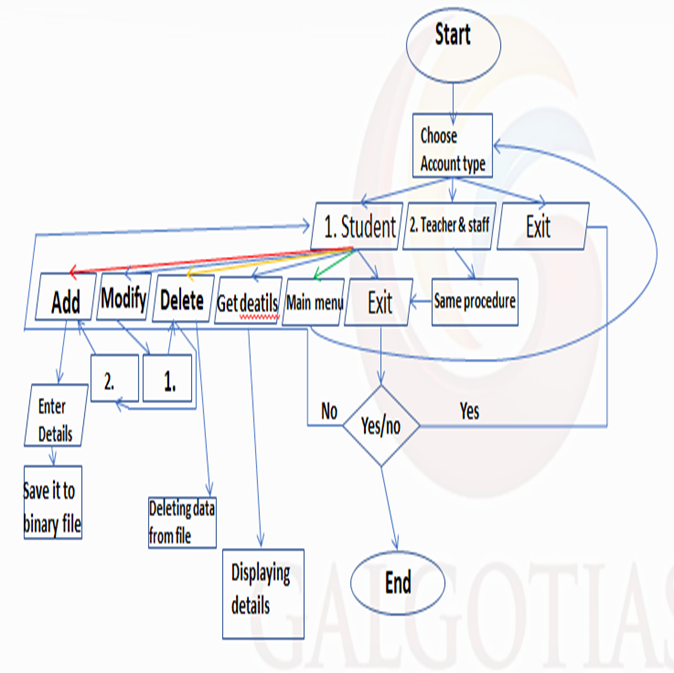 Start
Choose
Account type
1. Student
2. Teacher & staff
Exit
Add
Modify
Delete
Get deatils
Main menu
Exit
Same procedure
2.
1.
Enter
Details
No
Yes/no
Yes
Save it to
binary file
Deleting data
from file
Displaying
details
End
GALGOTIAS